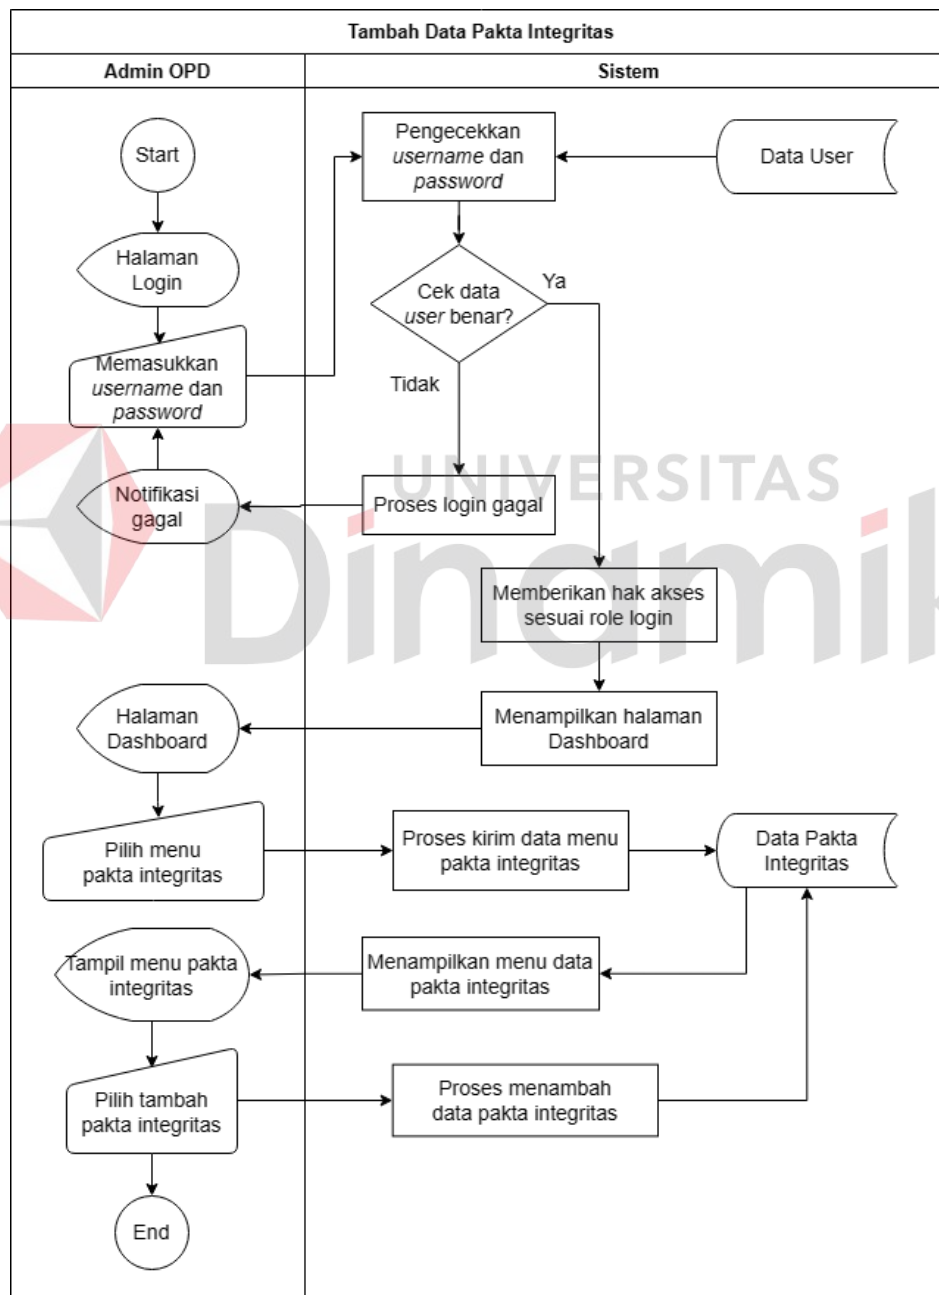 Tambah Data Pakta Integritas
Admin OPD
Sistem
Start
Pengecekkan
username dan
password
Data User
Halaman
Login
Cek data
user benar?
Ya
Tidak
Memasukkan
username dan
password
Notifikasi
gagal
Proses login gagal
UNIVERSITAS
Dinamik
Memberikan hak akses
sesuai role login
Halaman
Dashboard
Menampilkan halaman
Dashboard
Pilih menu
pakta integritas
Proses kirim data menu
pakta integritas
Data Pakta
Integritas
Tampil menu pakta
integritas
Menampilkan menu data
pakta integritas
Pilih tambah
pakta integritas
Proses menambah
data pakta integritas
End